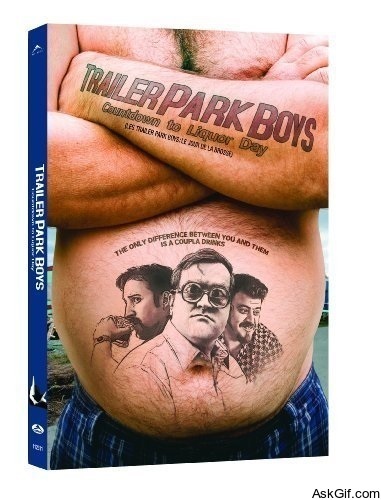 TRAILER PARK BOYS
Countdown to Liquor Day
(LES TRAILER PARK BOYS: LE JOUR DE LA BROSSE)
THE ONLY DIFFERENCE BETWEEN YOU AND THEM
IS A COUPLA DRINKS
TRAILER PARK BOYS
AskGif.com